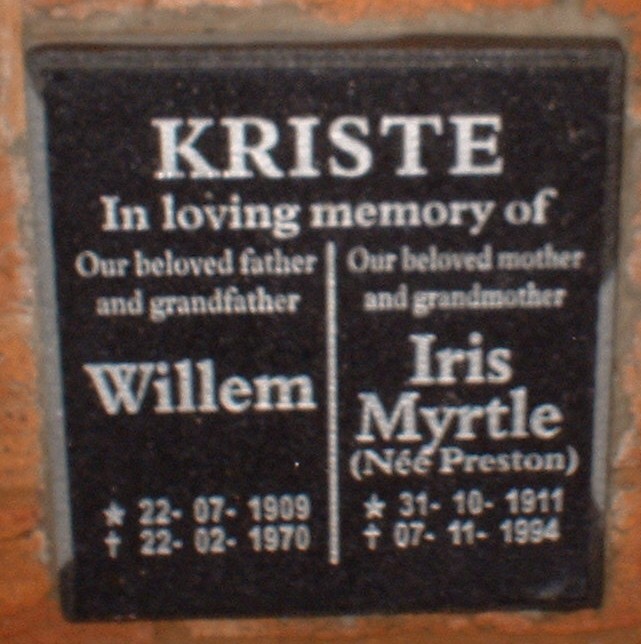 KRISTE
In loving memory of
Our beloved father
and grandfather
Willem
★ 22- 07- 1909
† 22- 02- 1970
Our beloved mother
and grandmother
Iris
Myrtle
(Née Preston)
★ 31- 10- 1911
† 07- 11- 1994